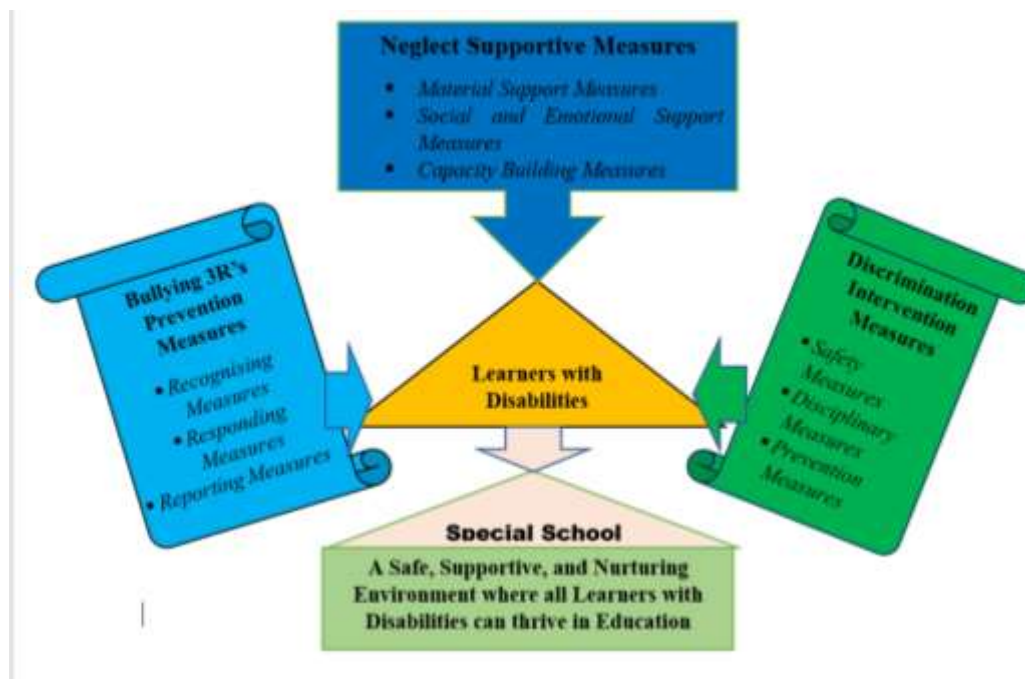 Neglect Supportive Measures
• Material Support Measures
• Social and Emotional Support
Measures
• Capacity Building Measures
Bullying 3R's
Prevention
Measures
• Recognising
Measures
• Responding
Measures
• Reporting Measures
Learners with
Disabilities
Discrimination
Intervention
Measures
• Safety
Measures
• Disciplinary
Measures
• Prevention
Measures
Special School
A Safe, Supportive, and Nurturing
Environment where all Learners with
Disabilities can thrive in Education